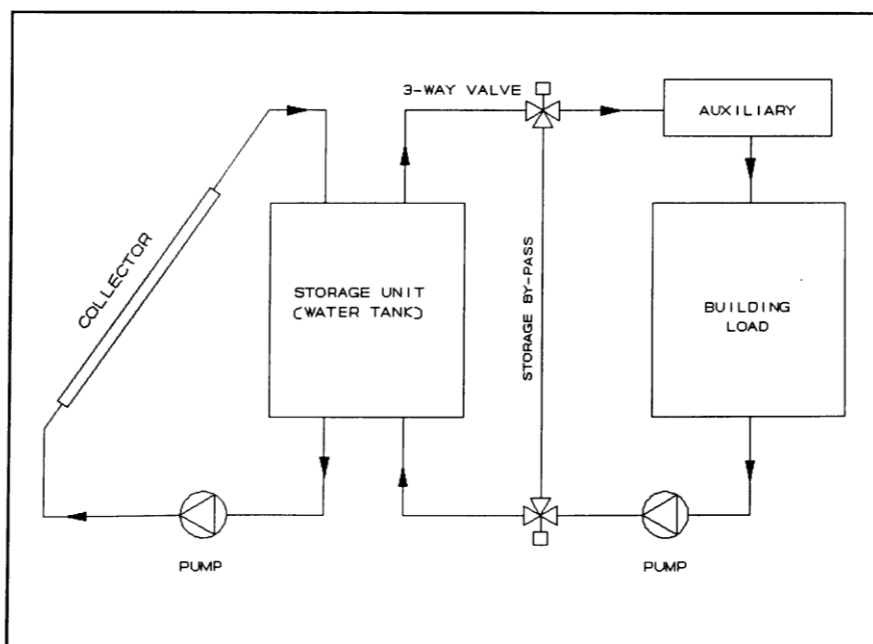 3-WAY VALVE
AUXILIARY
COLLECTOR
STORAGE UNIT
(WATER TANK)
STORAGE BY-PASS
BUILDING
LOAD
PUMP
PUMP